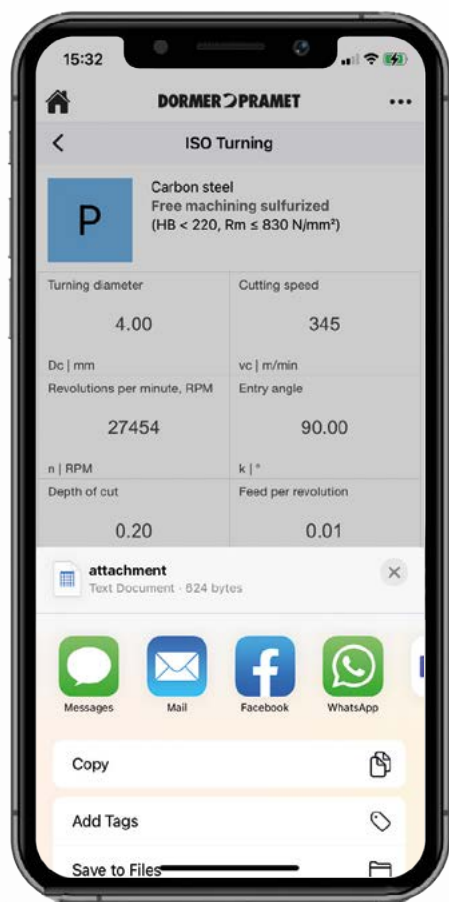 15:32
DORMER PRAMET
ISO Turning
P
Carbon steel
Free machining sulfurized
(HB < 220, Rm ≤ 830 N/mm²)
Turning diameter
Cutting speed
4.00
345
Dc | mm
vc | m/min
Revolutions per minute, RPM
Entry angle
27454
90.00
n | RPM
k | °
Depth of cut
Feed per revolution
0.20
0.01
attachment
Text Document · 624 bytes
Messages
Mail
Facebook
WhatsApp
Copy
Add Tags
Save to Files